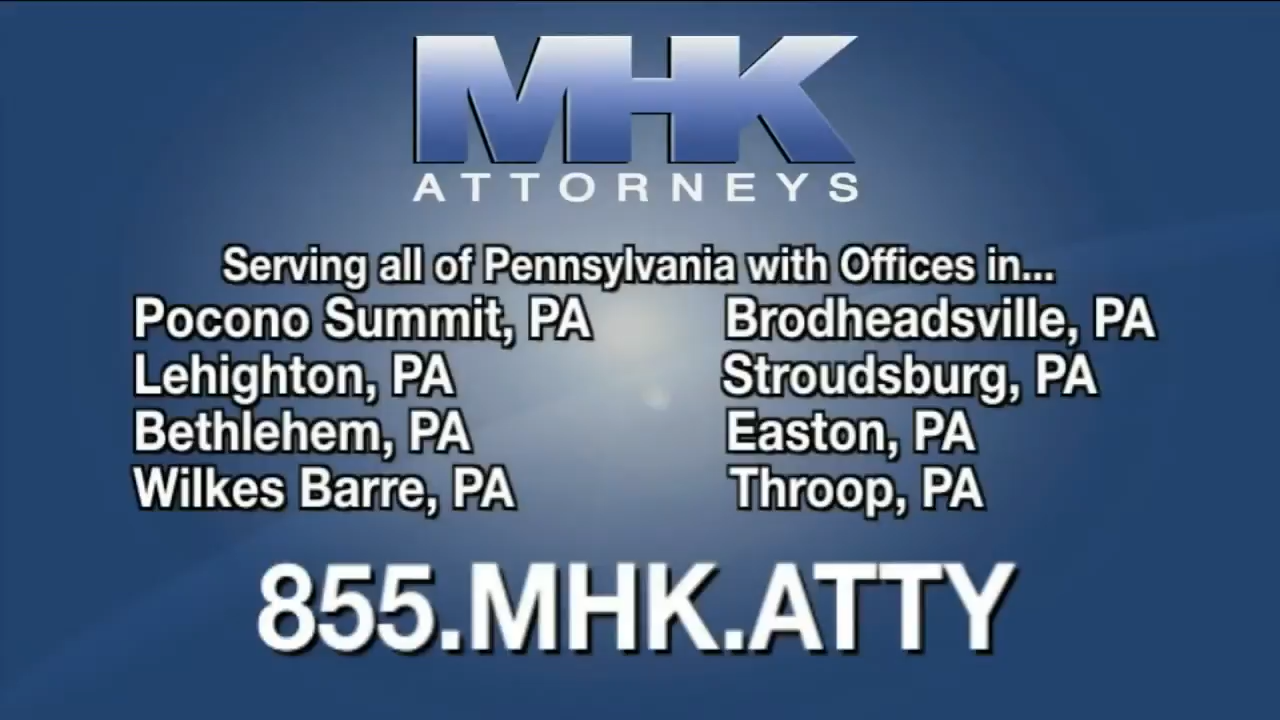 MHK
ATTORNEYS
Serving all of Pennsylvania with Offices in...
Pocono Summit, PA
Brodheadsville, PA
Lehighton, PA
Stroudsburg, PA
Bethlehem, PA
Easton, PA
Wilkes Barre, PA
Throop, PA
855.MHK.ATTY